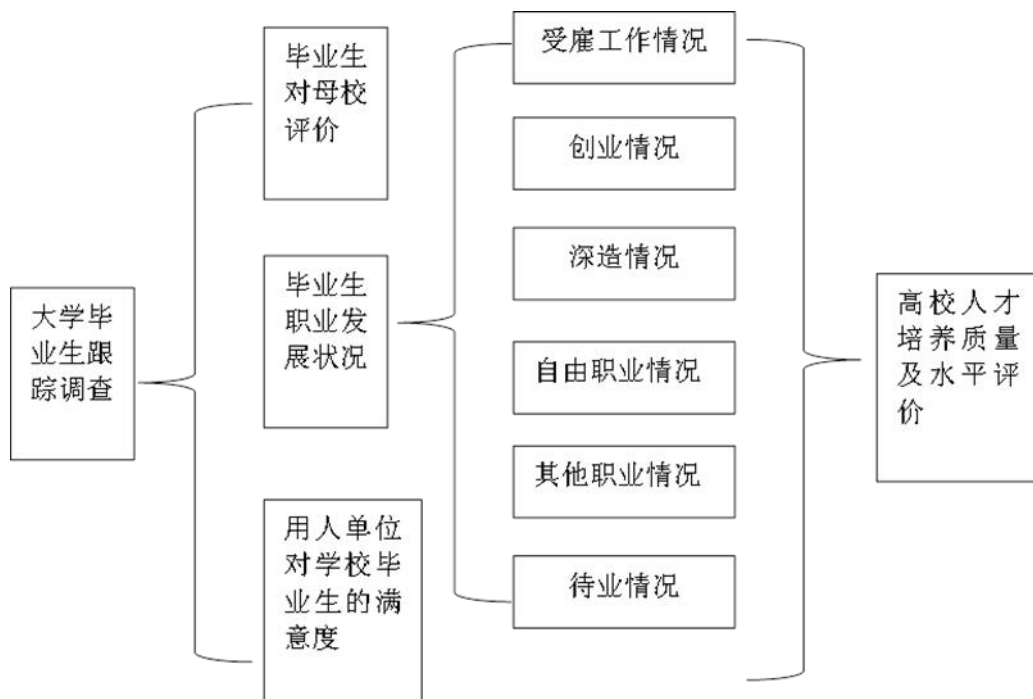 大学毕
业生跟
踪调查
毕业生
对母校
评价
毕业生
职业发
展状况
用人单位
对学校毕
业生的满
意度
受雇工作情况
创业情况
深造情况
自由职业情况
其他职业情况
待业情况
高校人才
培养质量
及水平评
价